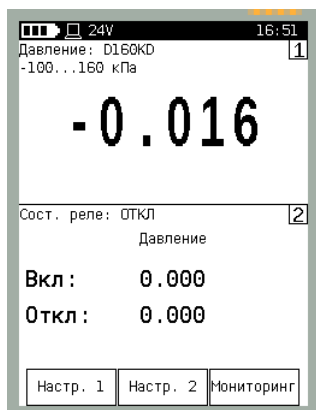 24V 16:51
Давление: D160KD 1
-100...160 кПа
-0.016
Сост. реле: ОТКЛ 2
Давление
Вкл: 0.000
Откл: 0.000
Настр. 1 Настр. 2 Мониторинг